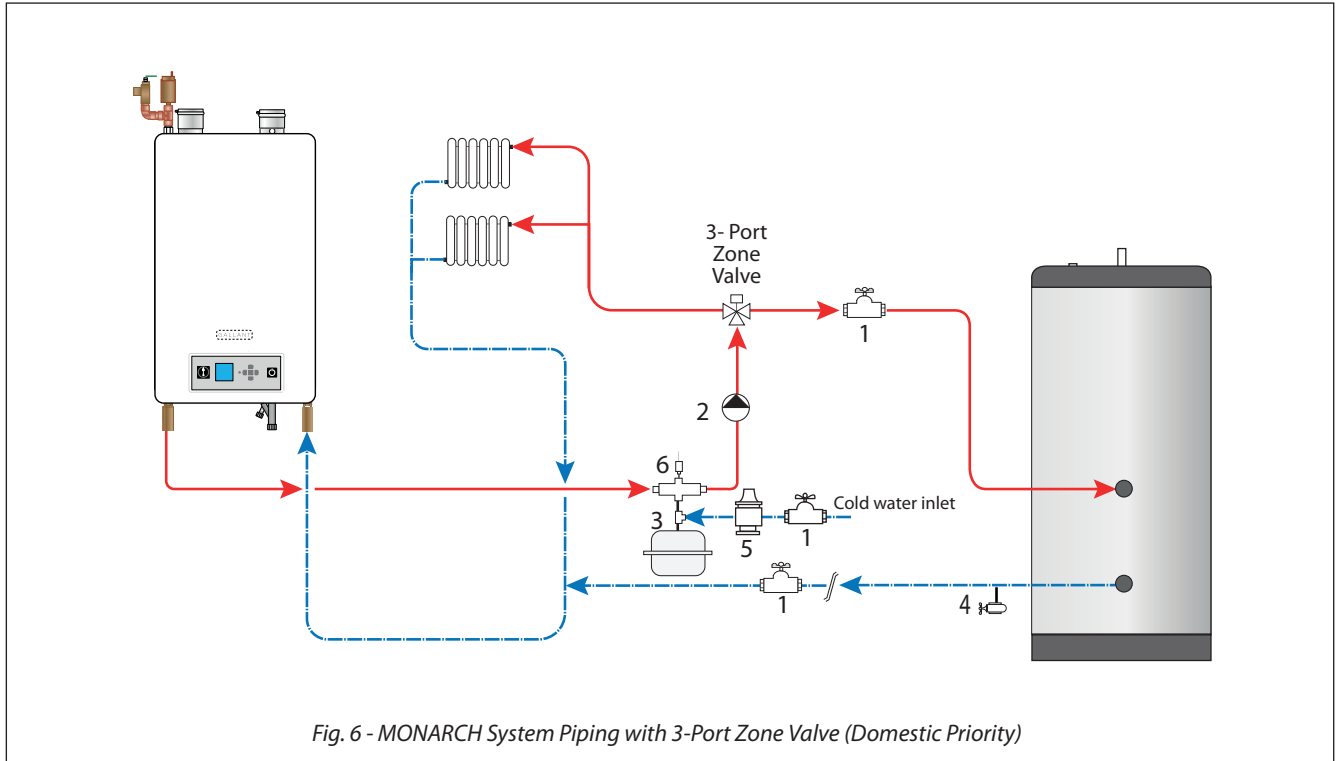 3- Port
Zone
Valve
1
2
GALLANT
6
Cold water inlet
3
5
1
1
4
Fig. 6 - MONARCH System Piping with 3-Port Zone Valve (Domestic Priority)